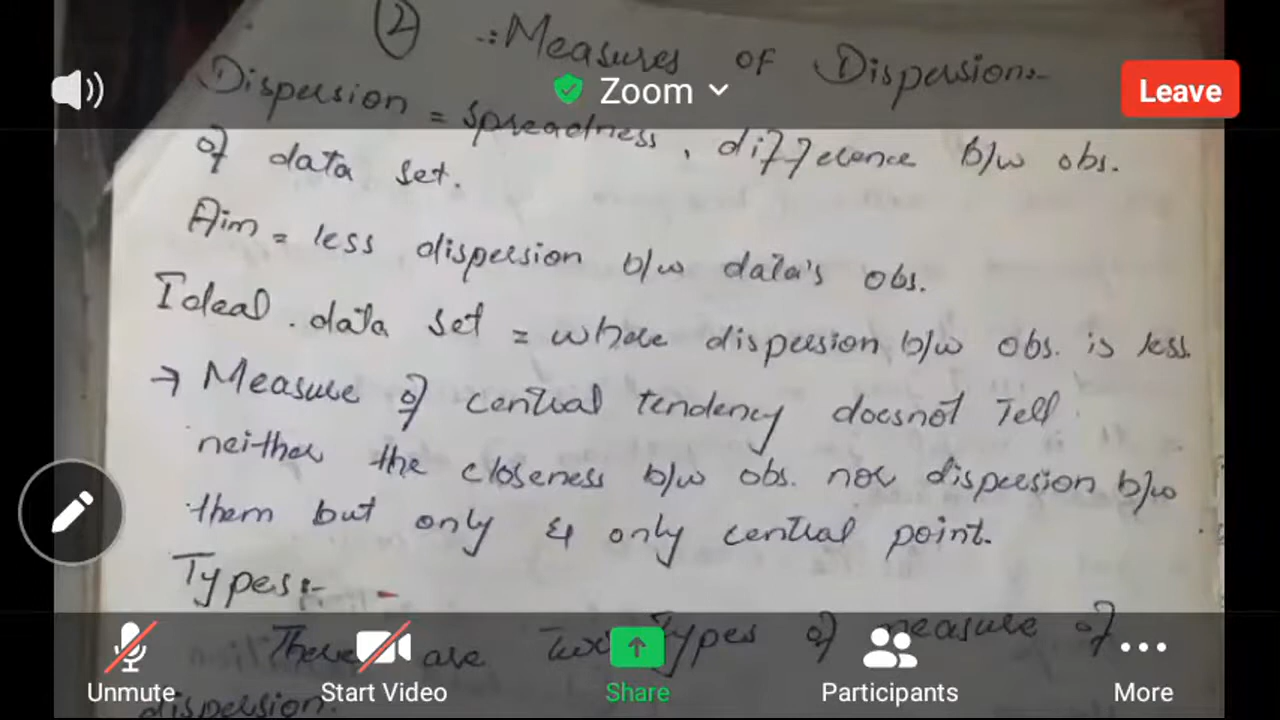 ② -:Measures of Dispersion:-
Zoom
Leave
Dispersion = spreadness, difference b/w obs.
of data set.
Aim = less dispersion b/w data's obs.
Ideal data set = whose dispersion b/w obs. is less.
→ Measure of central tendency doesnot Tell
neither the closeness b/w obs. nor dispersion b/w
them but only & only central point.
Types:-
There are Two Types of measure of
dispersion.
Unmute
Start Video
Share
Participants
More